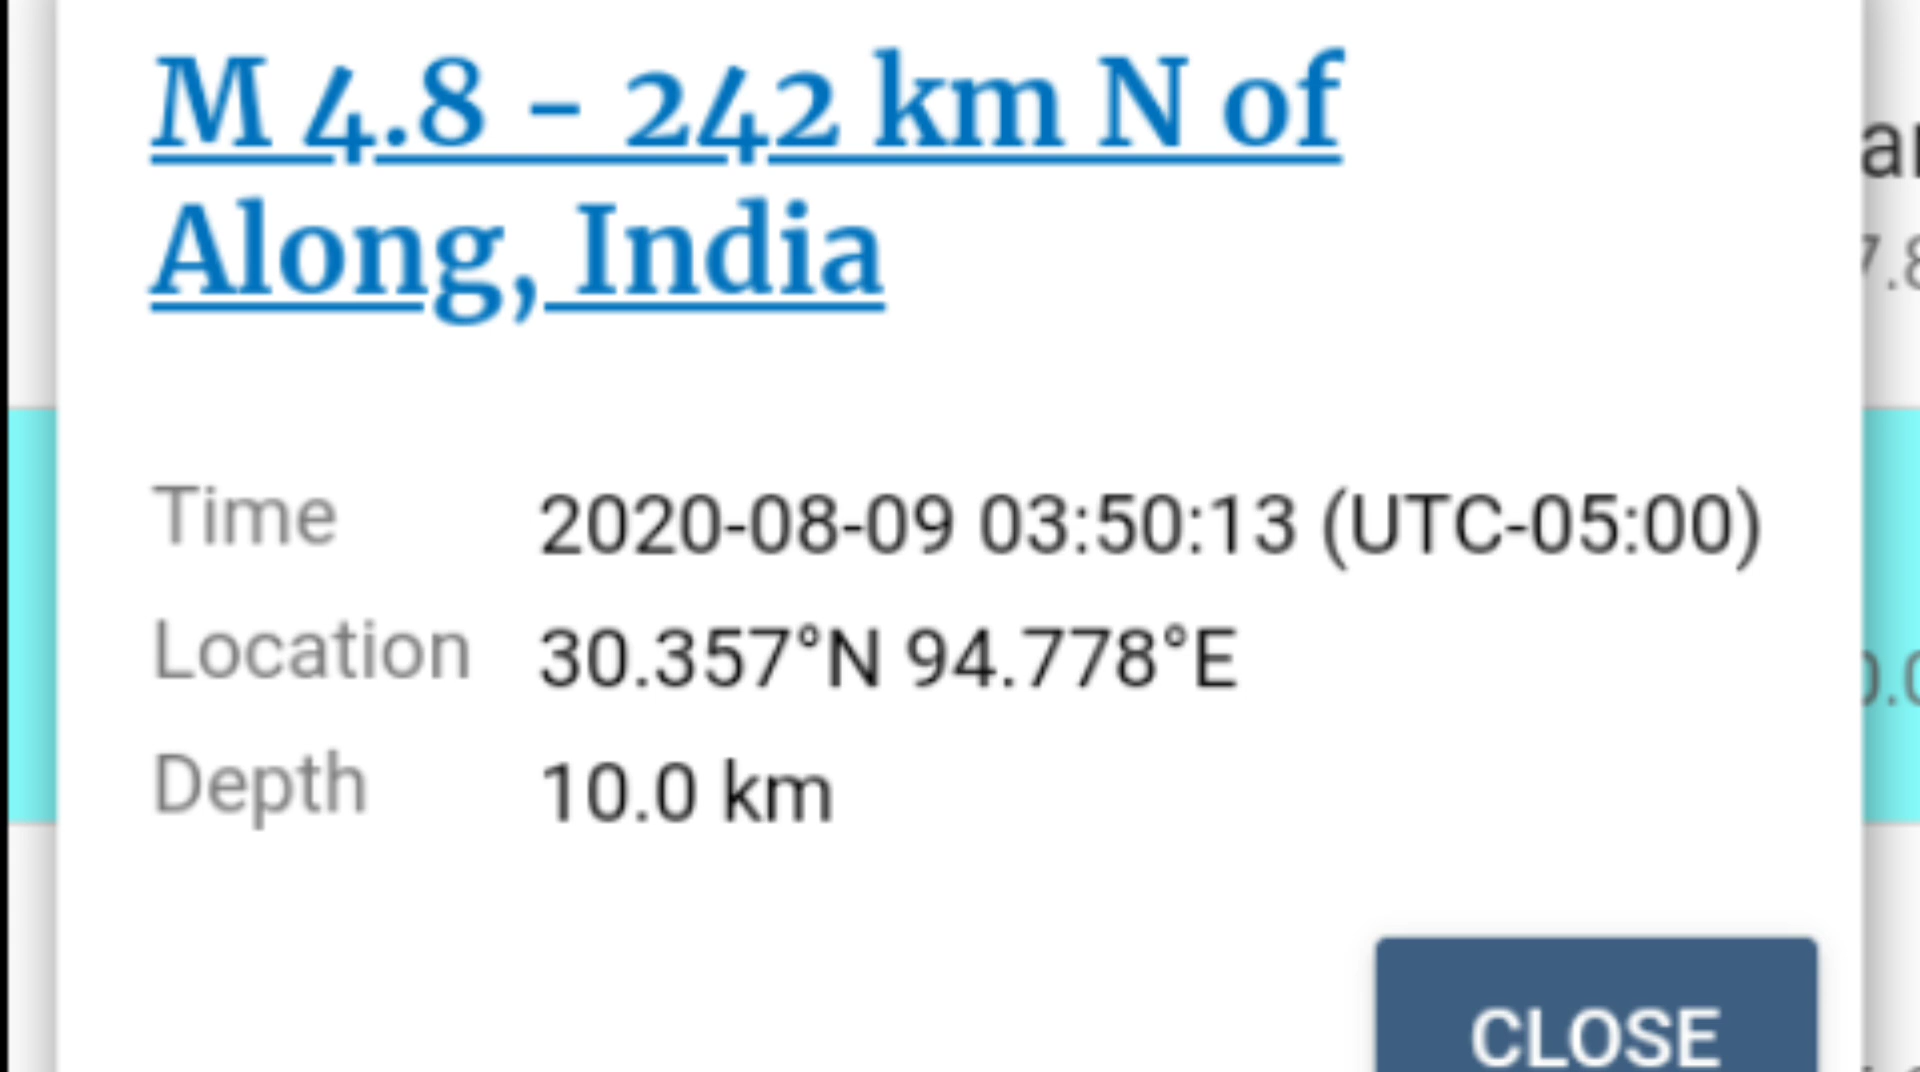 M 4.8 - 242 km N of
Along, India
Time 2020-08-09 03:50:13 (UTC-05:00)
Location 30.357°N 94.778°E
Depth 10.0 km
CLOSE